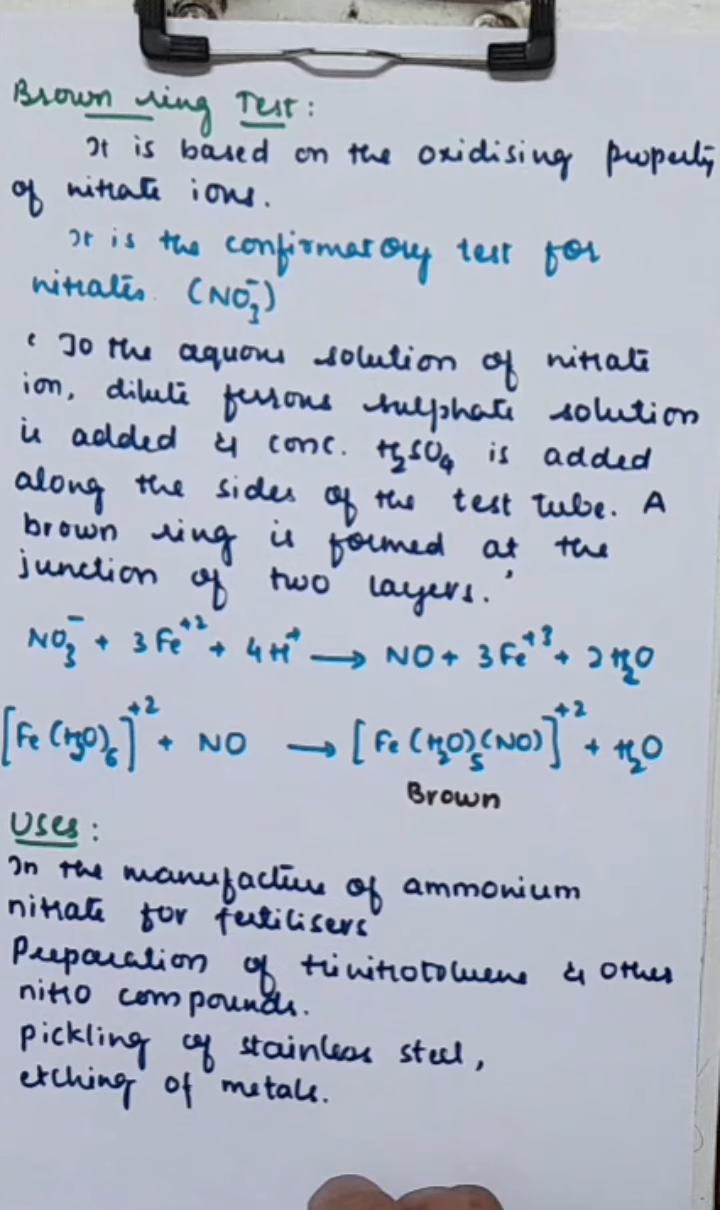 Brown ring Test:
It is based on the oxidising property
of nitrate ions.
It is the confirmatory test for
nitrates. (NO₃⁻)
‘ To the aquous solution of nitrate
ion, dilute ferrous sulphate solution
is added & conc. H₂SO₄ is added
along the sides of the test tube. A
brown ring is formed at the
junction of two layers.’
NO₃⁻ + 3Fe⁺² + 4H⁺ → NO + 3Fe⁺³ + 2H₂O
[Fe(H₂O)₆]⁺² + NO → [Fe(H₂O)₅(NO)]⁺² + H₂O
Brown
Uses:
In the manufacture of ammonium
nitrate for fertilisers
Preparation of trinitrotoluene & other
nitro compounds.
pickling of stainless steel,
etching of metals.